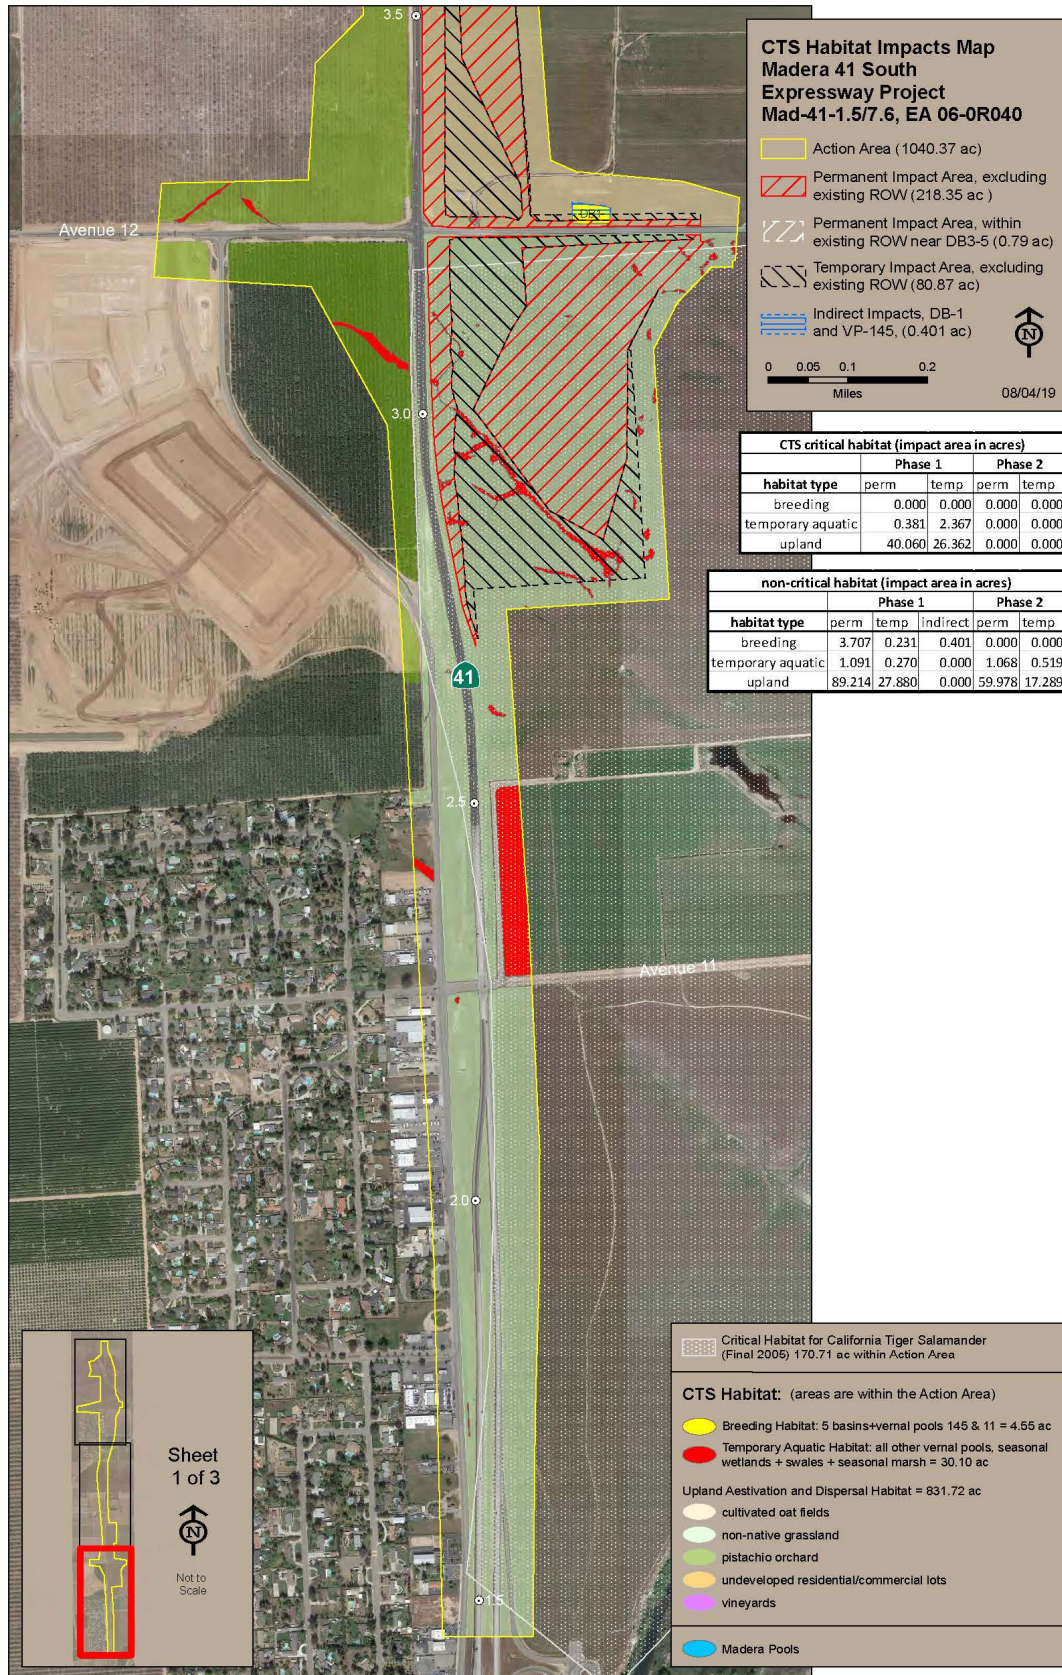 3.5
CTS Habitat Impacts Map
Madera 41 South
Expressway Project
Mad-41-1.5/7.6, EA 06-0R040
Action Area (1040.37 ac)
Permanent Impact Area, excluding
existing ROW (218.35 ac )
Permanent Impact Area, within
existing ROW near DB3-5 (0.79 ac)
Temporary Impact Area, excluding
existing ROW (80.87 ac)
Indirect Impacts, DB-1
and VP-145, (0.401 ac)
N
0 0.05 0.1 0.2
Miles
08/04/19
DB1
Avenue 12
3.0
CTS critical habitat (impact area in acres)
Phase 1 Phase 2
habitat type perm temp perm temp
breeding 0.000 0.000 0.000 0.000
temporary aquatic 0.381 2.367 0.000 0.000
upland 40.060 26.362 0.000 0.000
non-critical habitat (impact area in acres)
Phase 1 Phase 2
habitat type perm temp indirect perm temp
breeding 3.707 0.231 0.401 0.000 0.000
temporary aquatic 1.091 0.270 0.000 1.068 0.519
upland 89.214 27.880 0.000 59.978 17.289
41
2.5
Avenue 11
2.0
1.5
Sheet
1 of 3
N
Not to
Scale
Critical Habitat for California Tiger Salamander
(Final 2005) 170.71 ac within Action Area
CTS Habitat: (areas are within the Action Area)
Breeding Habitat: 5 basins+vernal pools 145 & 11 = 4.55 ac
Temporary Aquatic Habitat: all other vernal pools, seasonal
wetlands + swales + seasonal marsh = 30.10 ac
Upland Aestivation and Dispersal Habitat = 831.72 ac
cultivated oat fields
non-native grassland
pistachio orchard
undeveloped residential/commercial lots
vineyards
Madera Pools